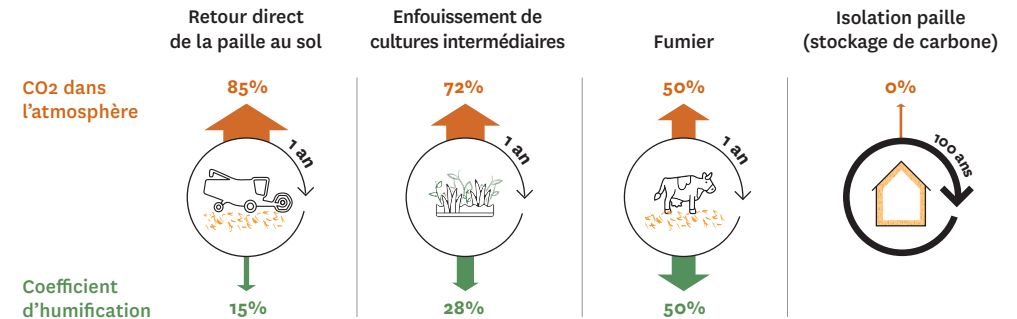 Retour direct
de la paille au sol
Enfouissement de
cultures intermédiaires
Fumier
Isolation paille
(stockage de carbone)
CO2 dans
l'atmosphère
85%
72%
50%
0%
1 an
1 an
1 an
100 ans
Coefficient
d'humification
15%
28%
50%